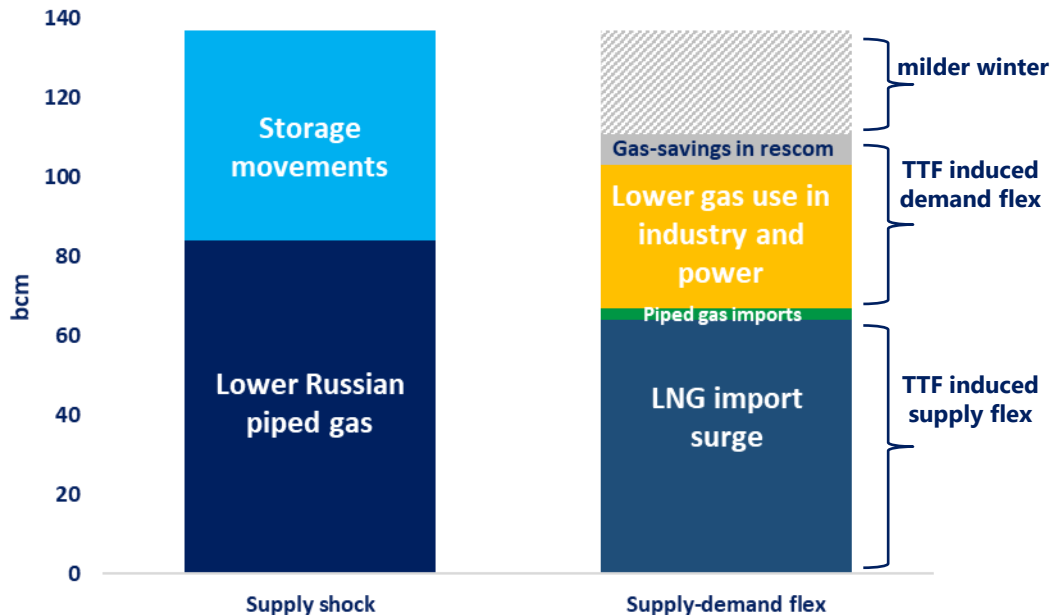 140
120
100
80
60
40
20
0
bcm
Storage
movements
Lower Russian
piped gas
Supply shock
Gas-savings in rescom
Lower gas use in
industry and
power
Piped gas imports
LNG import
surge
Supply-demand flex
milder winter
TTF induced
demand flex
TTF induced
supply flex